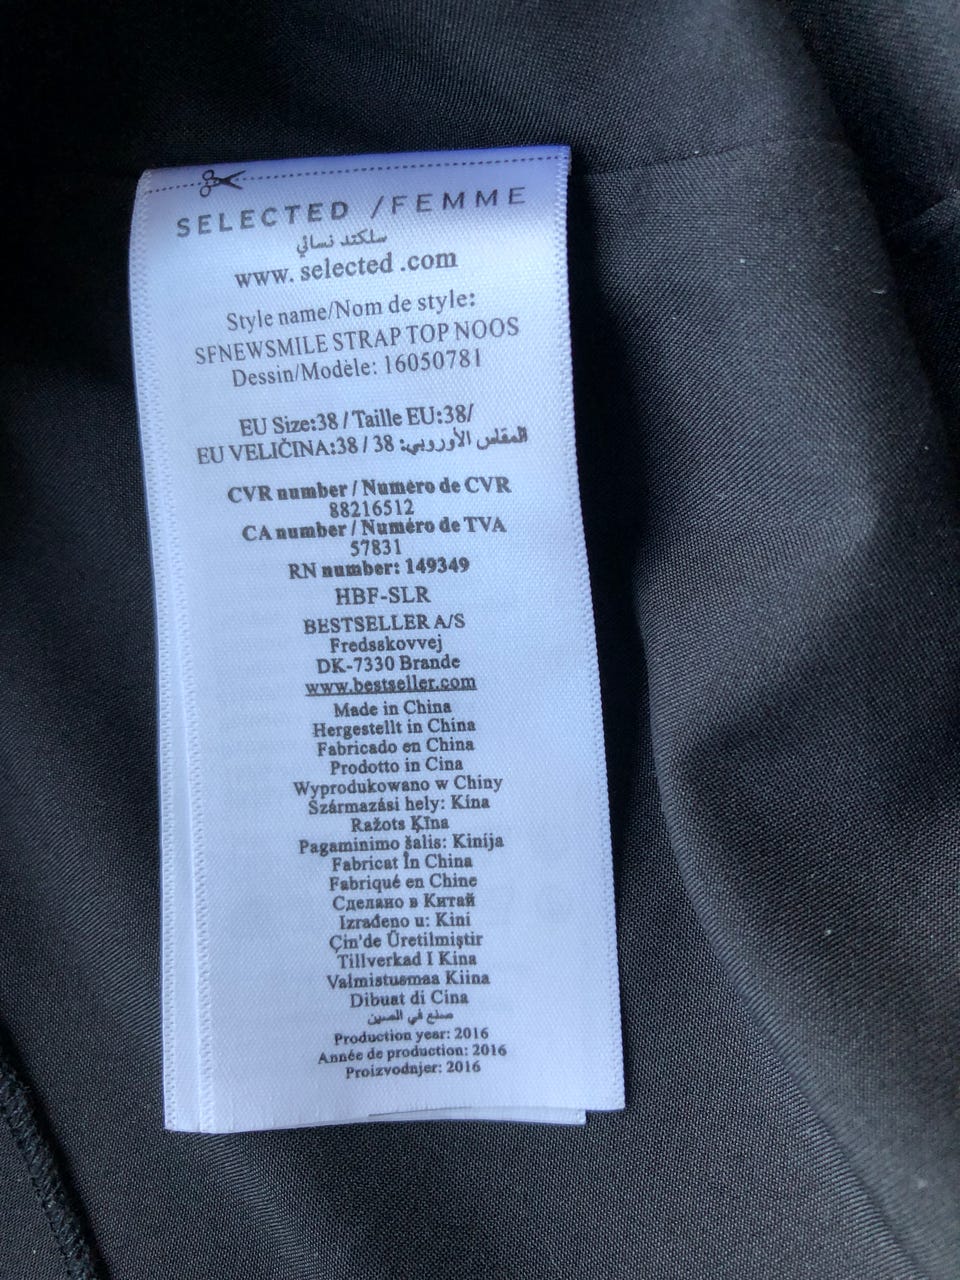 SELECTED /FEMME
سلكتد نسائي
www. selected .com
Style name/Nom de style:
SFNEWSMILE STRAP TOP NOOS
Dessin/Modèle: 16050781
EU Size:38 / Taille EU:38/
EU VELIČINA:38 / 38 :المقاس الأوروبي
CVR number / Numéro de CVR
88216512
CA number / Numéro de TVA
57831
RN number: 149349
HBF-SLR
BESTSELLER A/S
Fredsskovvej
DK-7330 Brande
www.bestseller.com
Made in China
Hergestellt in China
Fabricado en China
Prodotto in Cina
Wyprodukowano w Chiny
Származási hely: Kína
Ražots Ķīna
Pagaminimo šalis: Kinija
Fabricat În China
Fabriqué en Chine
Сделано в Китай
Izrađeno u: Kini
Çin'de Üretilmiştir
Tillverkad I Kina
Valmistusmaa Kiina
Dibuat di Cina
صنع في الصين
Production year: 2016
Année de production: 2016
Proizvodnjer: 2016